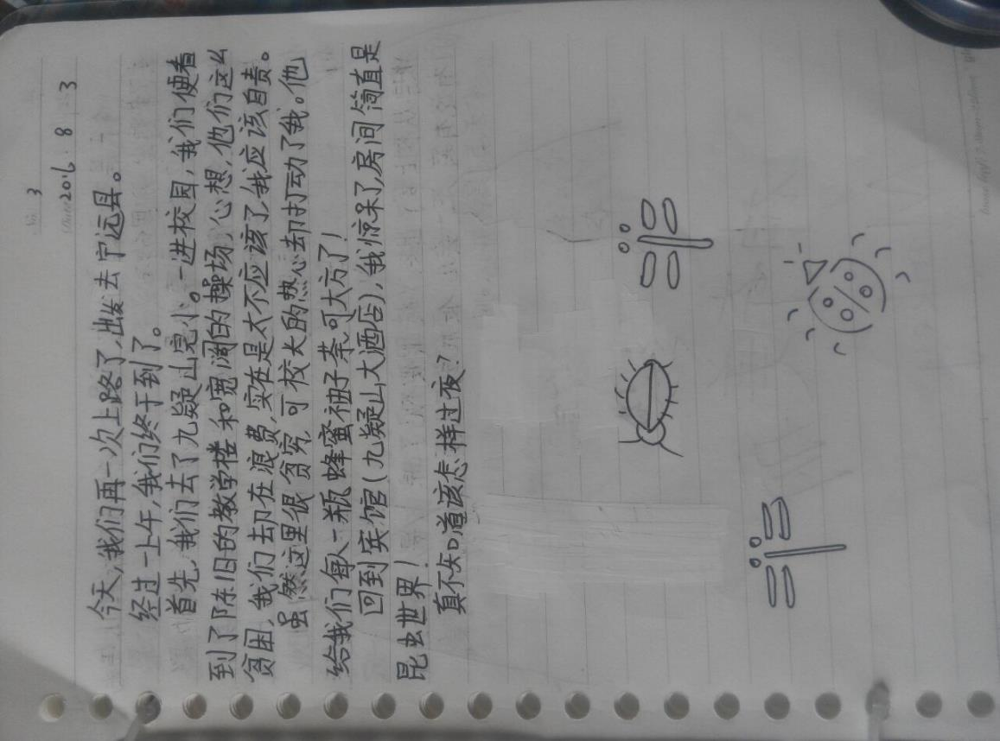 3
2016 8 3
今天,我们再一次上路了,出发去宁远县。
经过一上午,我们终于到了。
首先,我们去了九疑山完小。一进校园,我们便看
到了陈旧的教学楼和宽阔的操场,心想,他们这么
贫困,我们却在浪费,实在是太不应该了,我应该自责。
虽然这里很贫穷,可校长的热心却打动了我。他
给我们每人一瓶蜂蜜柚子茶,可大方了!
回到宾馆(九疑山大酒店),我惊呆了,房间简直是
昆虫世界!
真不知道该怎样过夜?